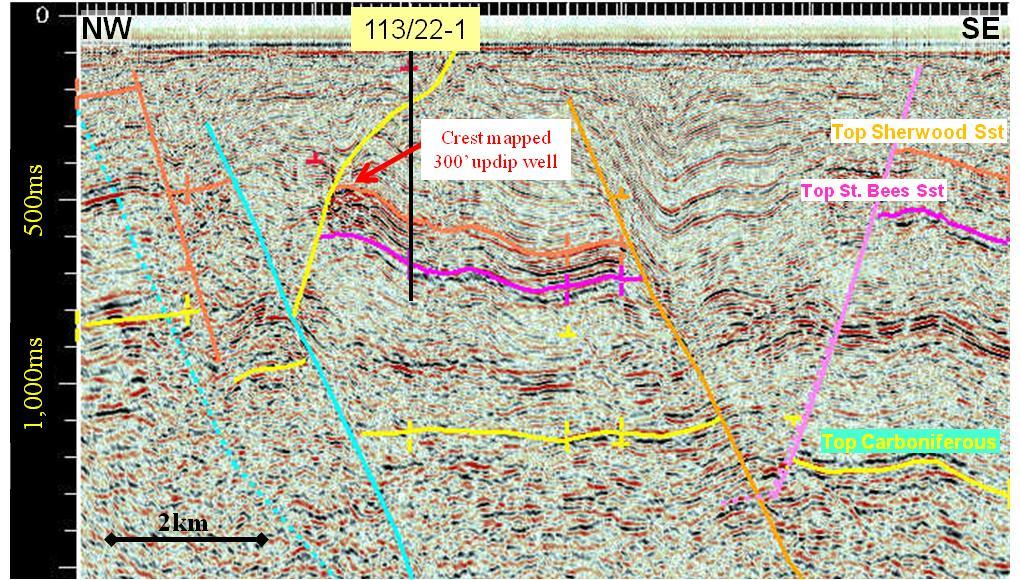 0
NW
113/22-1
SE
Crest mapped
300' updip well
Top Sherwood Sst
Top St. Bees Sst
500ms
1,000ms
Top Carboniferous
2km